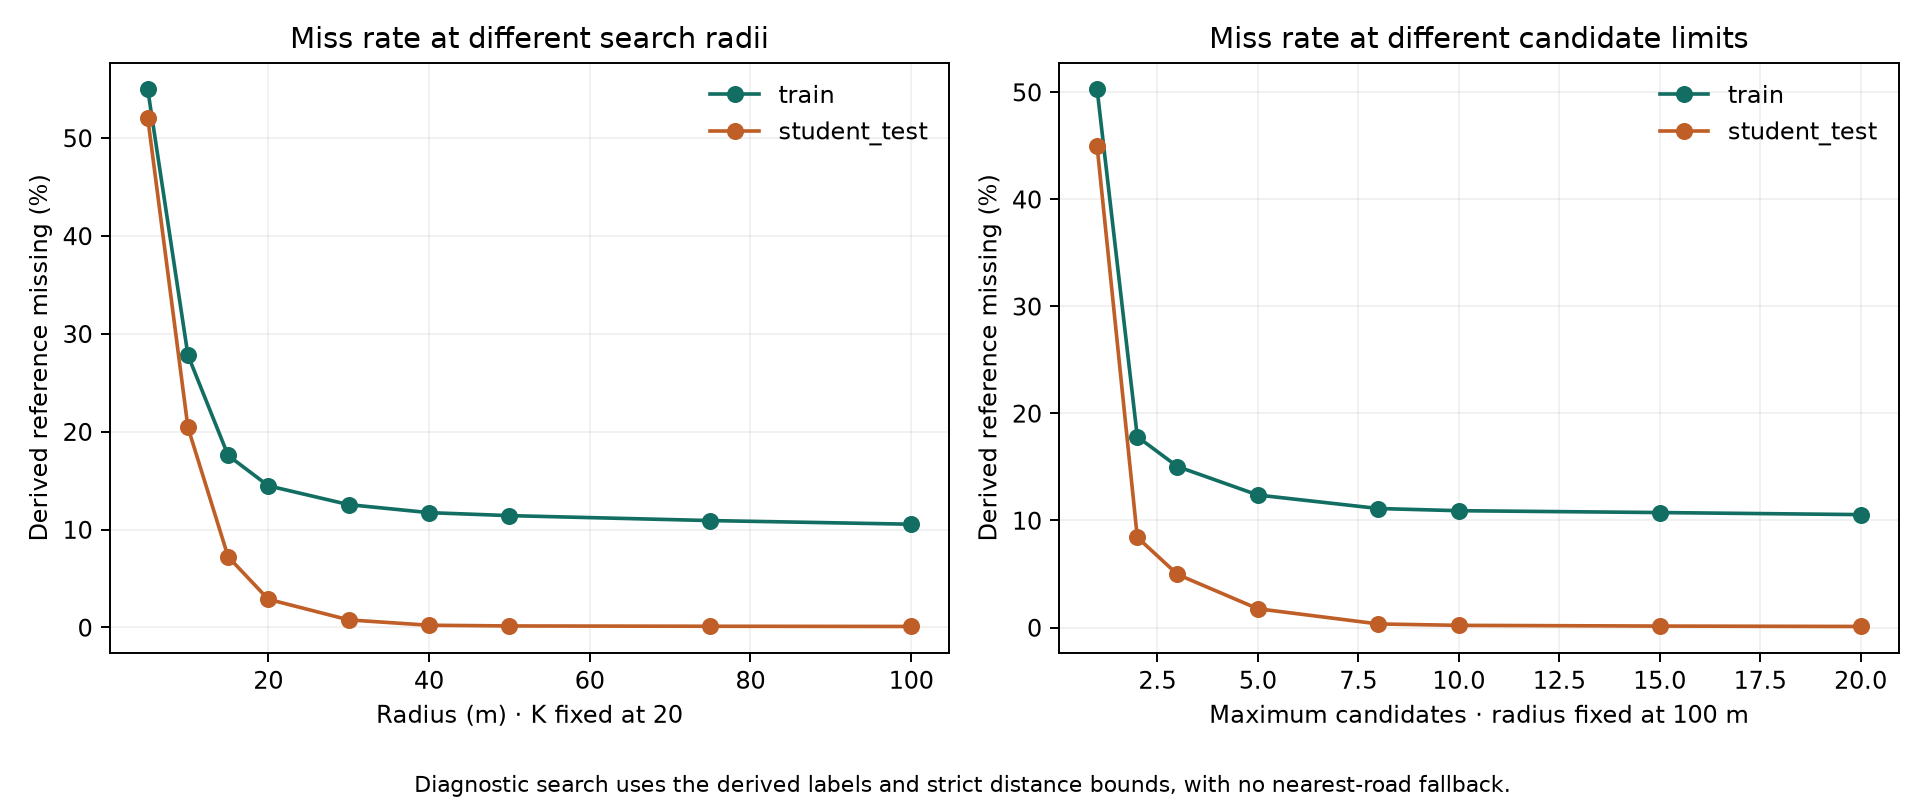 Miss rate at different search radii
train
student_test
Derived reference missing (%)
50
40
30
20
10
0
20
40
60
80
100
Radius (m) · K fixed at 20
Miss rate at different candidate limits
train
student_test
Derived reference missing (%)
50
40
30
20
10
0
2.5
5.0
7.5
10.0
12.5
15.0
17.5
20.0
Maximum candidates · radius fixed at 100 m
Diagnostic search uses the derived labels and strict distance bounds, with no nearest-road fallback.